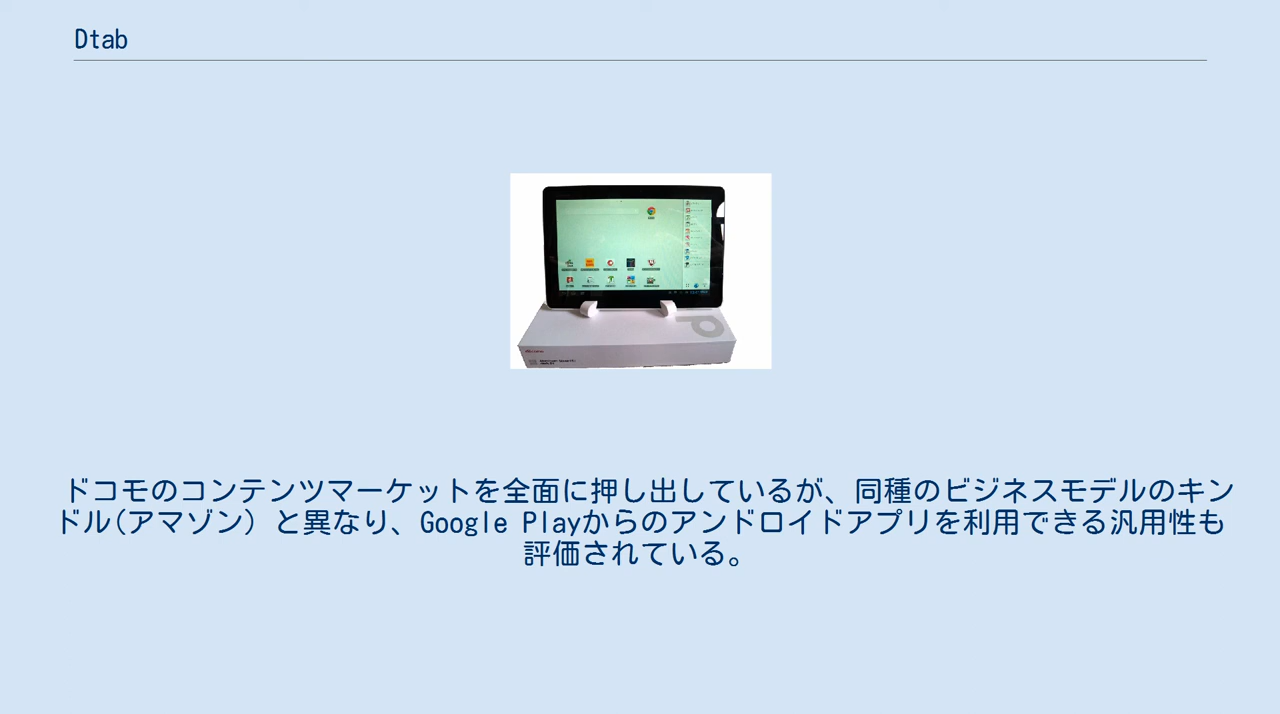 Dtab
ドコモのコンテンツマーケットを全面に押し出しているが、同種のビジネスモデルのキン
ドル(アマゾン) と異なり、Google Playからのアンドロイドアプリを利用できる汎用性も
評価されている。